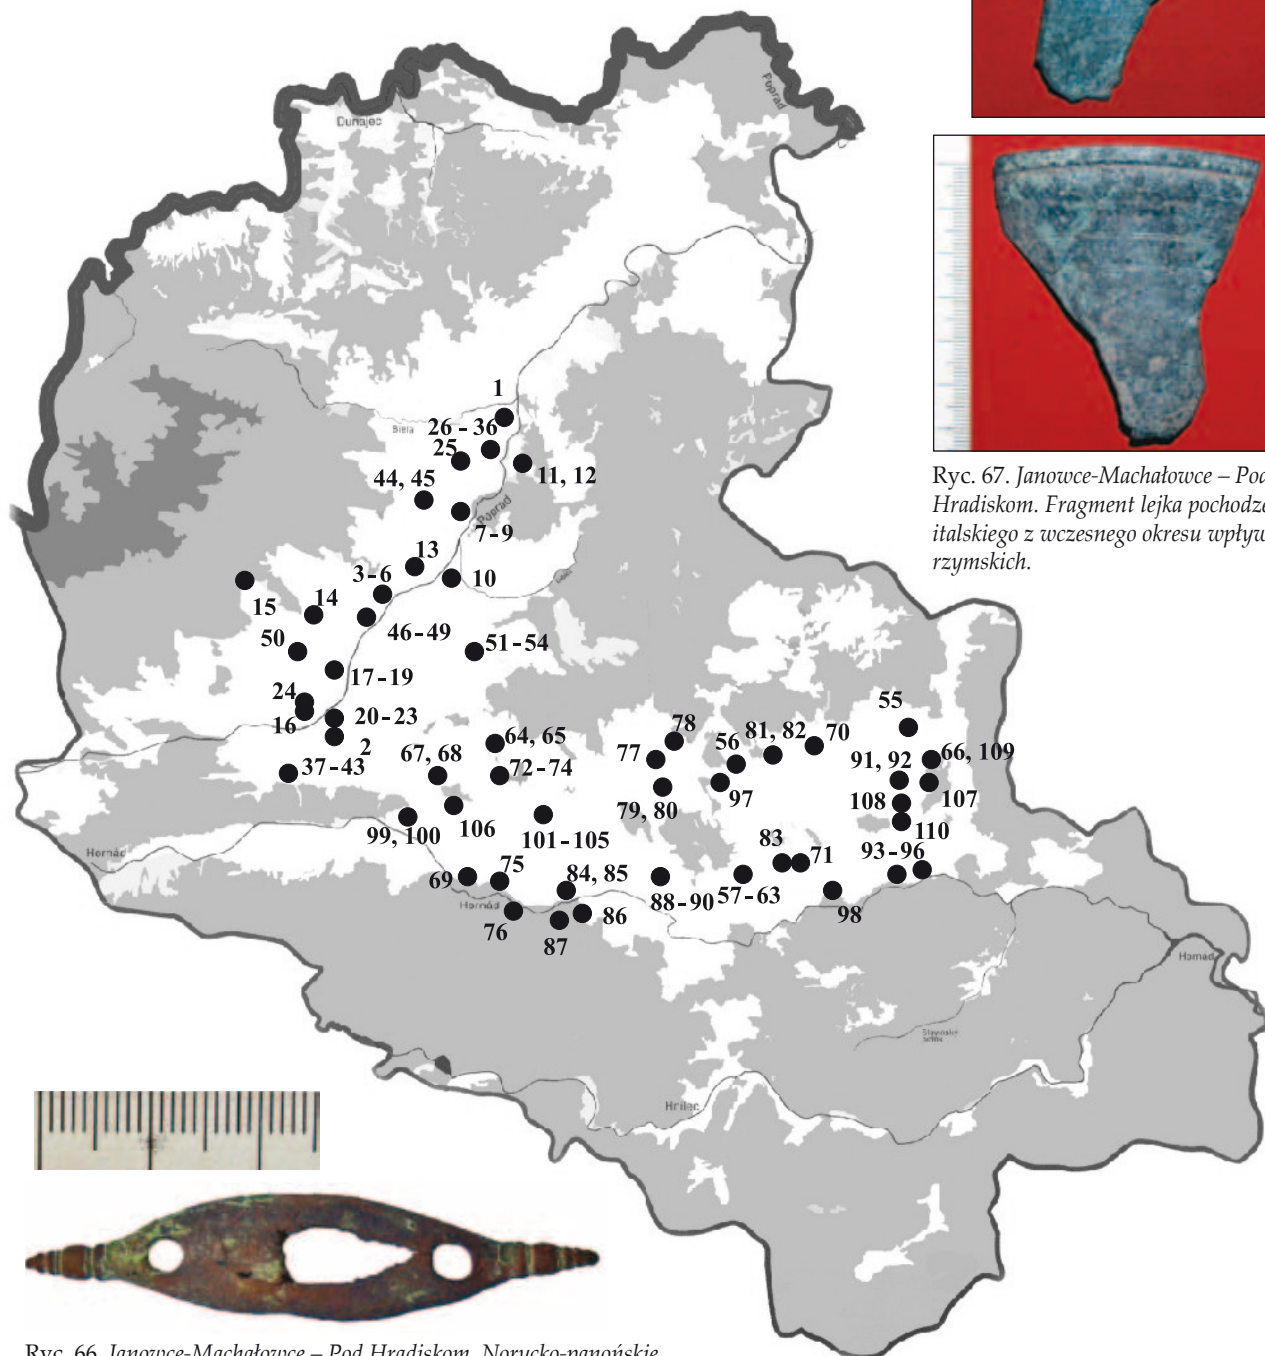 Poprad
Dunajec
1
Biela
26 - 36
25
11, 12
44, 45
Poprad
7 - 9
13
3 - 6
10
15
14
46 - 49
50
51 - 54
17 - 19
24
16
20 - 23
2
37 - 43
55
78
81, 82
70
64, 65
77
56
91, 92
66, 109
67, 68
72 - 74
79, 80
97
107
108
106
99, 100
101 - 105
110
Hornád
83
71
93 - 96
75
84, 85
69
88 - 90
57 - 63
98
Hornád
76
86
87
Hornád
Slovinský
Hnilec
Ryc. 67. Janowce-Machałowce – Pod
Hradiskom. Fragment lejka pochodze
italskiego z wczesnego okresu wpływ
rzymskich.
Ryc. 66. Janowce-Machałowce – Pod Hradiskom. Norycko-panońskie